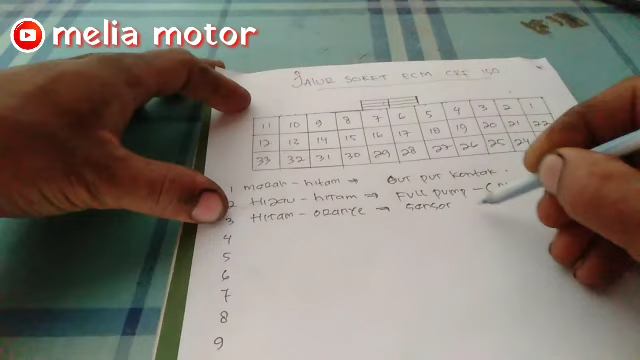 melia motor
JALUR SOKET ECM CRF 150
11 10 9 8 7 6 5 4 3 2 1
12 13 14 15 16 17 18 19 20 21 22
33 32 31 30 29 28 27 26 25 24
1 merah - hitam → Out put kontak.
2 Hijau - hitam → Full pump - (
3 Hitam - oranye → sensor
4
5
6
7
8
9